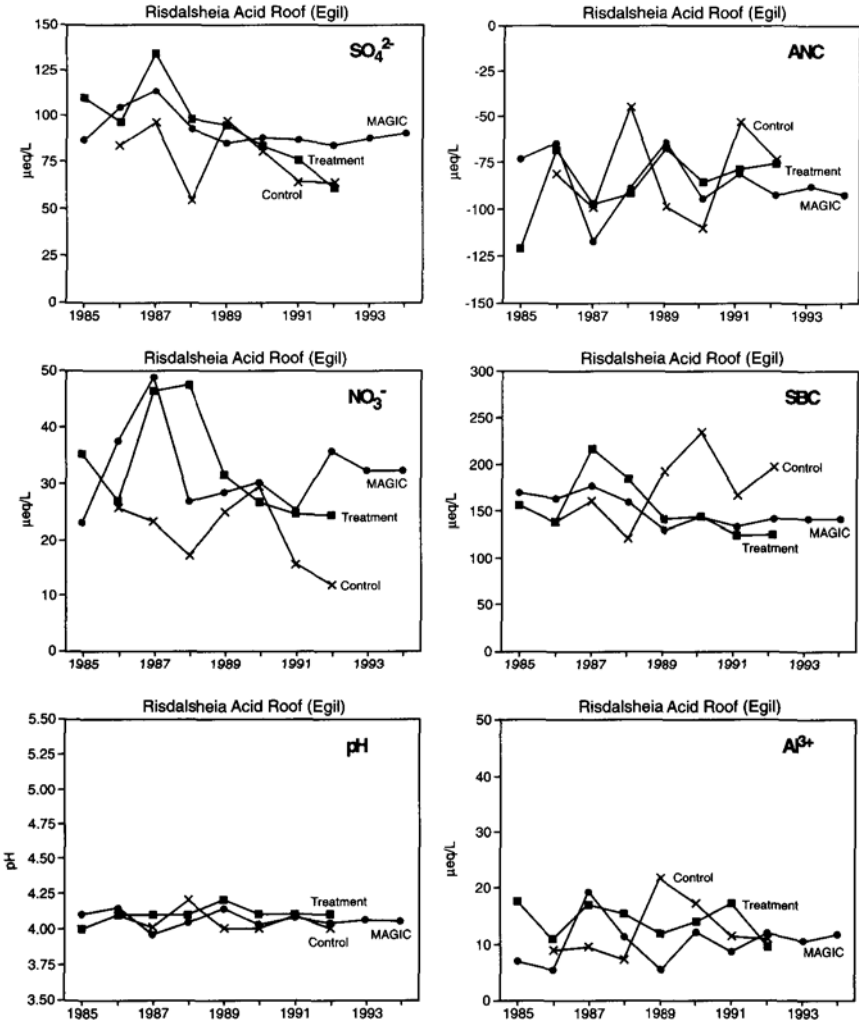 Risdalsheia Acid Roof (Egil)
SO₄²⁻
150
125
100
75
50
25
0
µeq/L
MAGIC
Treatment
Control
1985 1987 1989 1991 1993
Risdalsheia Acid Roof (Egil)
ANC
0
-25
-50
-75
-100
-125
-150
µeq/L
Control
Treatment
MAGIC
1985 1987 1989 1991 1993
Risdalsheia Acid Roof (Egil)
NO₃⁻
50
40
30
20
10
0
µeq/L
MAGIC
Treatment
Control
1985 1987 1989 1991 1993
Risdalsheia Acid Roof (Egil)
SBC
300
250
200
150
100
50
0
µeq/L
Control
MAGIC
Treatment
1985 1987 1989 1991 1993
Risdalsheia Acid Roof (Egil)
pH
5.50
5.25
5.00
4.75
4.50
4.25
4.00
3.75
3.50
pH
Treatment
MAGIC
Control
1985 1987 1989 1991 1993
Risdalsheia Acid Roof (Egil)
Al³⁺
50
40
30
20
10
0
µeq/L
Control
Treatment
MAGIC
1985 1987 1989 1991 1993